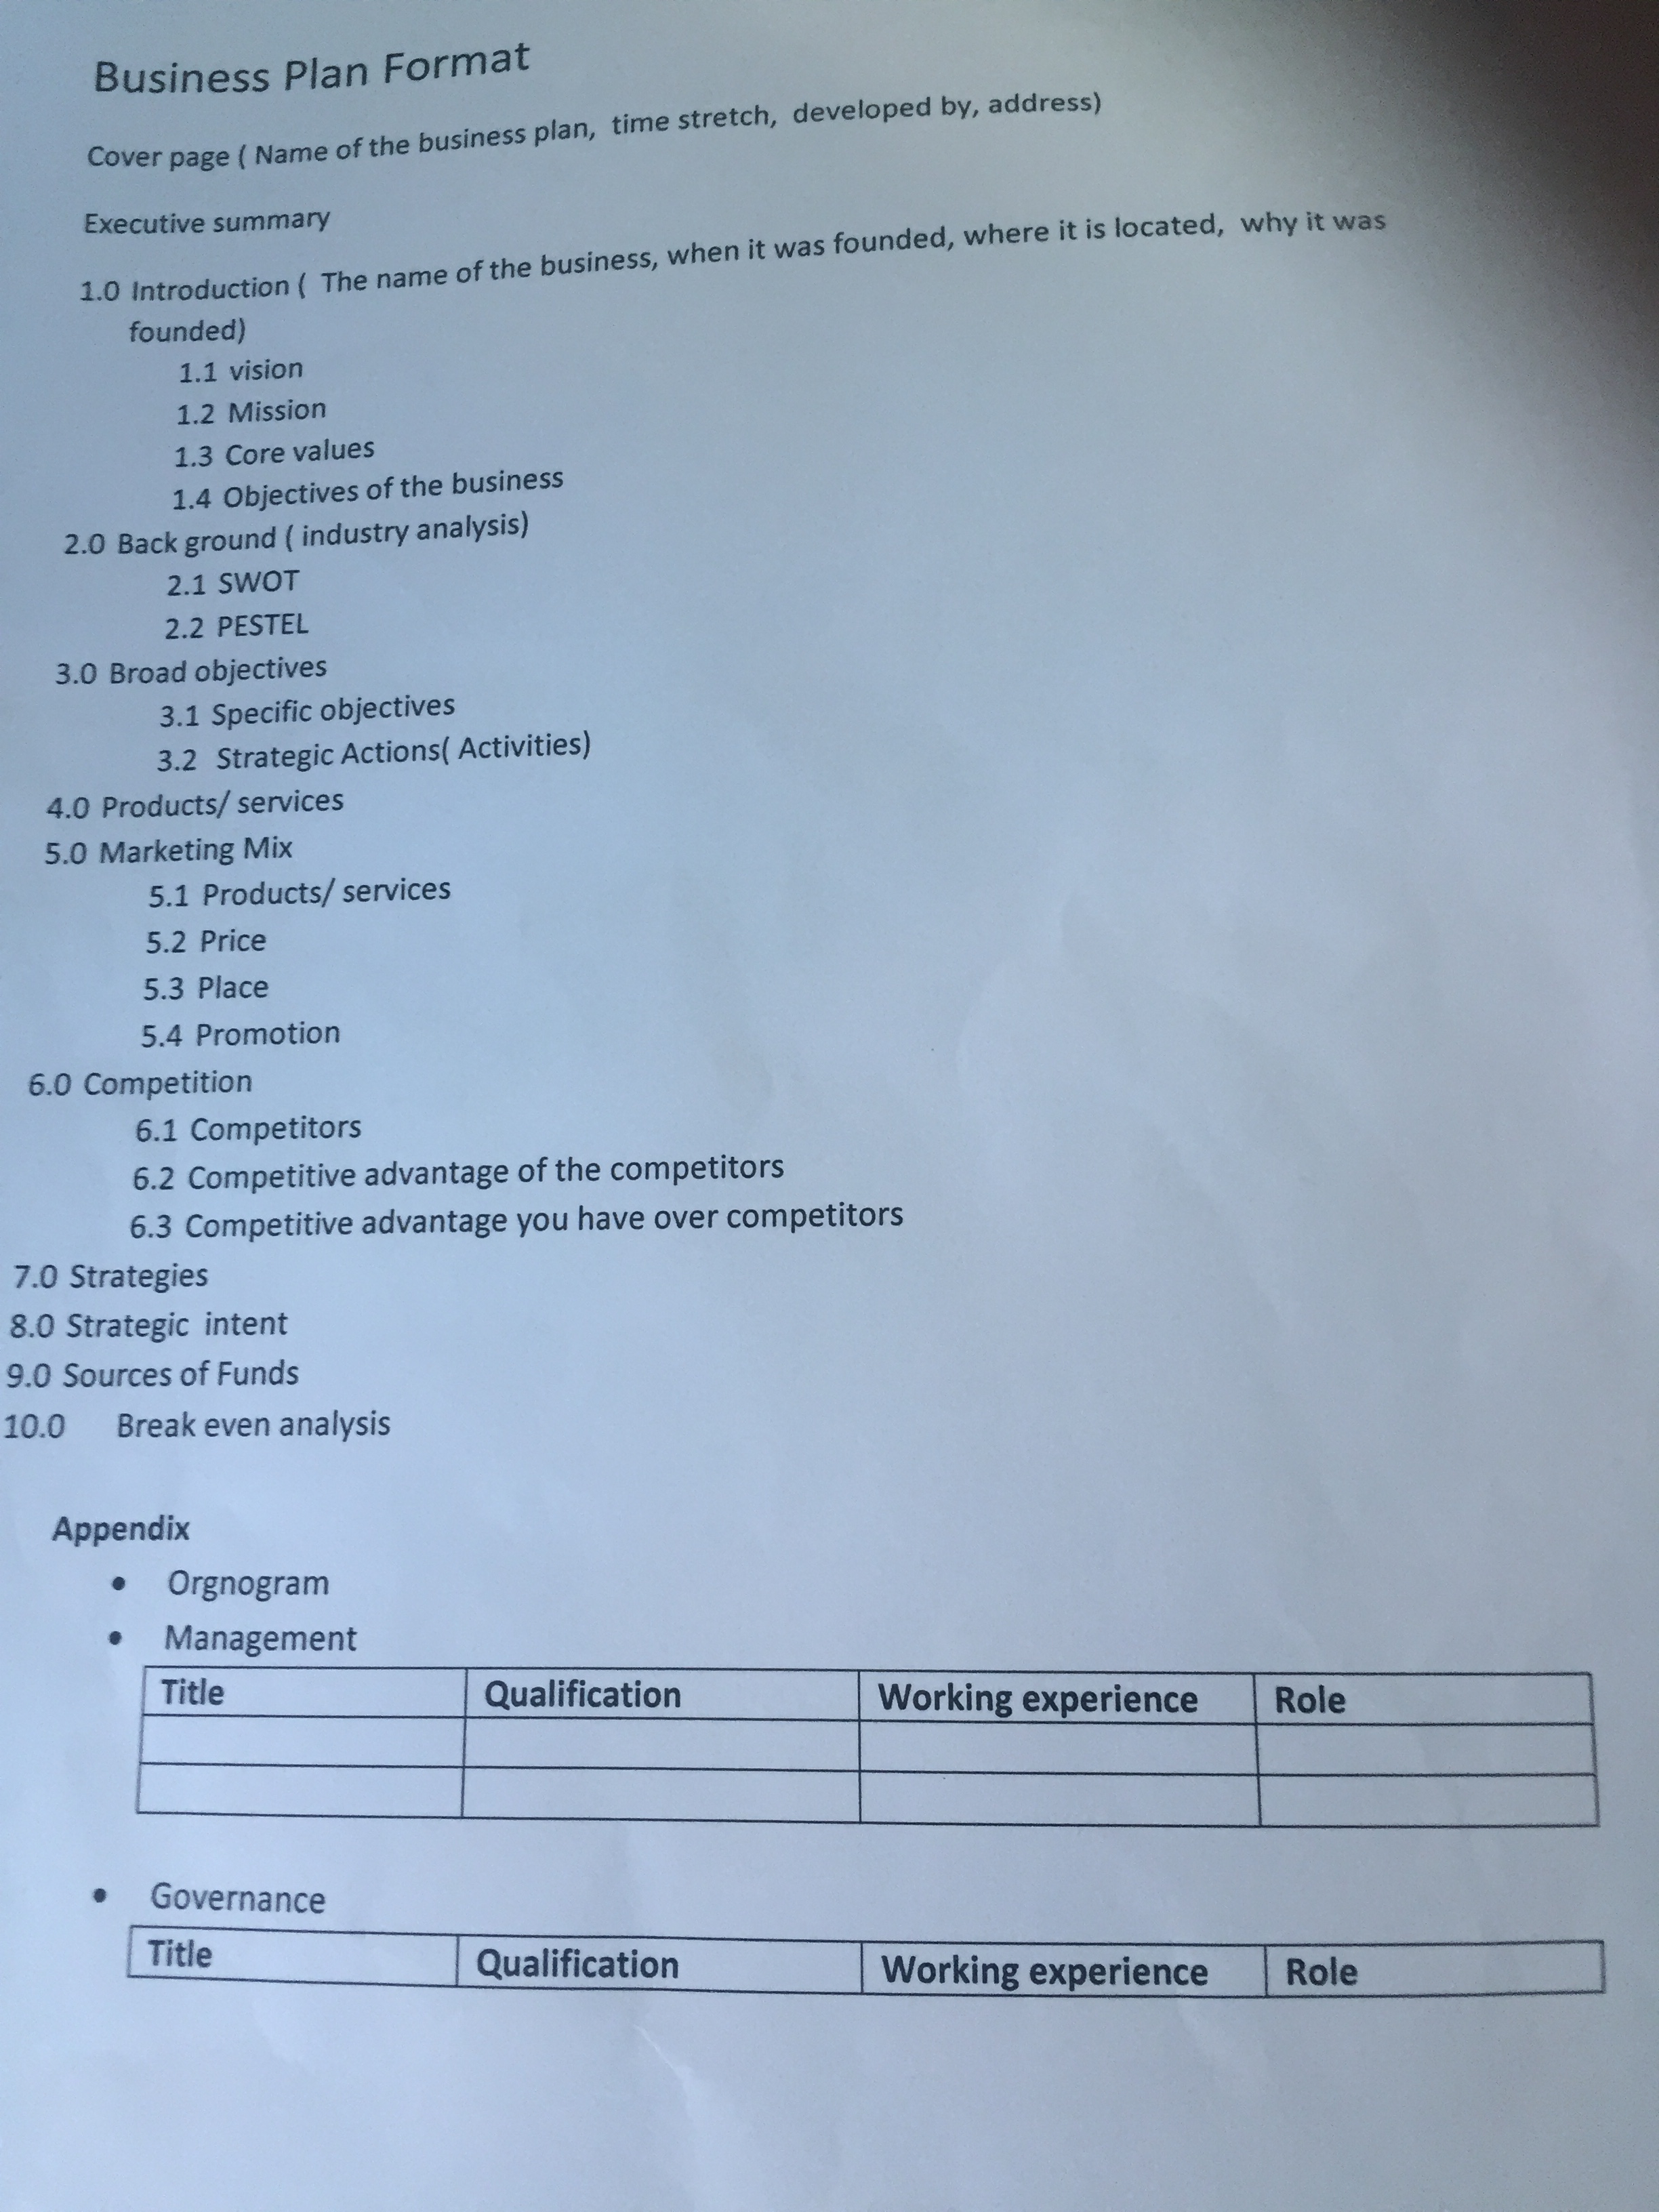 Business Plan Format
Cover page ( Name of the business plan, time stretch, developed by, address)
Executive summary
1.0 Introduction ( The name of the business, when it was founded, where it is located, why it was
founded)
1.1 vision
1.2 Mission
1.3 Core values
1.4 Objectives of the business
2.0 Back ground ( industry analysis)
2.1 SWOT
2.2 PESTEL
3.0 Broad objectives
3.1 Specific objectives
3.2 Strategic Actions( Activities)
4.0 Products/ services
5.0 Marketing Mix
5.1 Products/ services
5.2 Price
5.3 Place
5.4 Promotion
6.0 Competition
6.1 Competitors
6.2 Competitive advantage of the competitors
6.3 Competitive advantage you have over competitors
7.0 Strategies
8.0 Strategic intent
9.0 Sources of Funds
10.0 Break even analysis
Appendix
• Orgnogram
• Management
Title Qualification Working experience Role
• Governance
Title Qualification Working experience Role